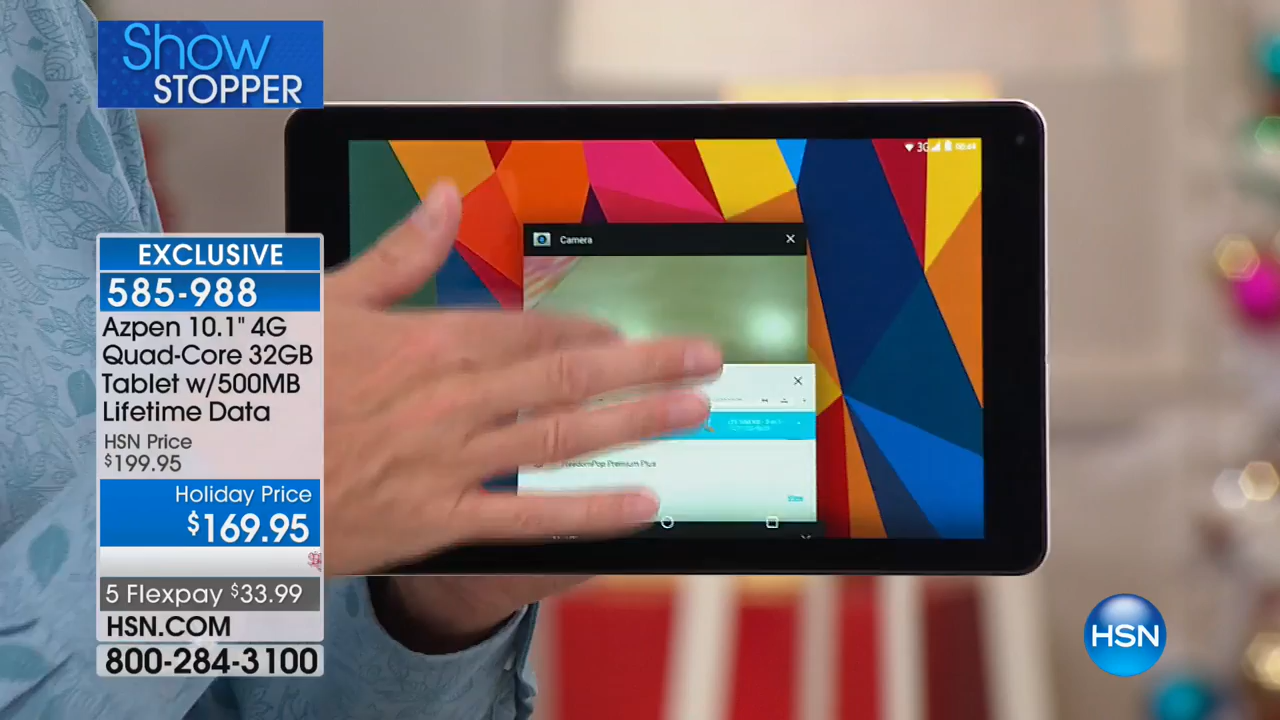 Show
STOPPER
EXCLUSIVE
585-988
Azpen 10.1" 4G
Quad-Core 32GB
Tablet w/500MB
Lifetime Data
HSN Price
$199.95
Holiday Price
$169.95
5 Flexpay $33.99
HSN.COM
800-284-3100
3G
Camera
FreedomPop Premium Plus
View
HSN